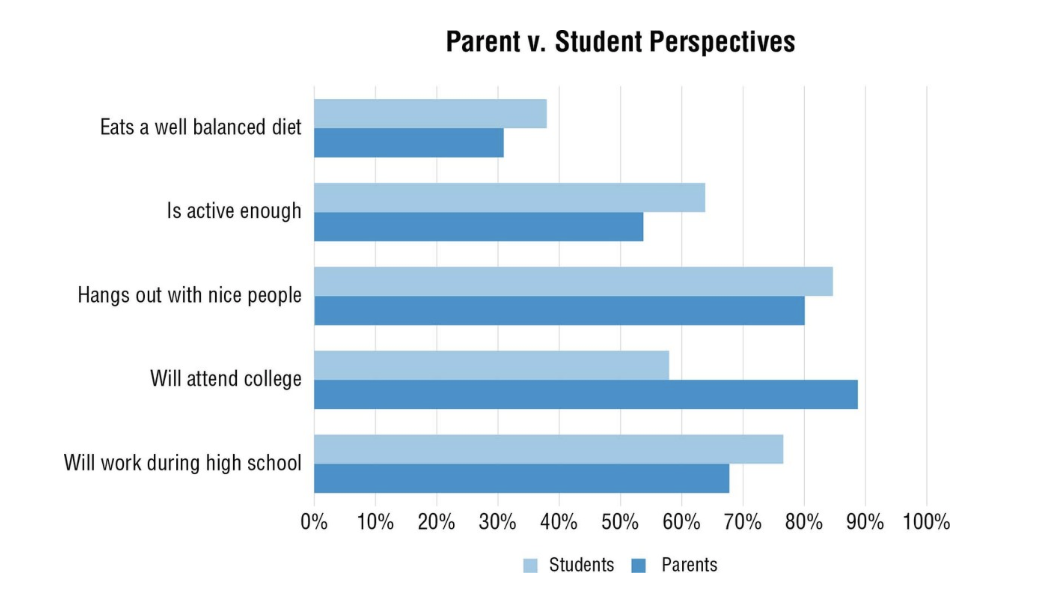 Parent v. Student Perspectives
Eats a well balanced diet
Is active enough
Hangs out with nice people
Will attend college
Will work during high school
0% 10% 20% 30% 40% 50% 60% 70% 80% 90% 100%
Students Parents